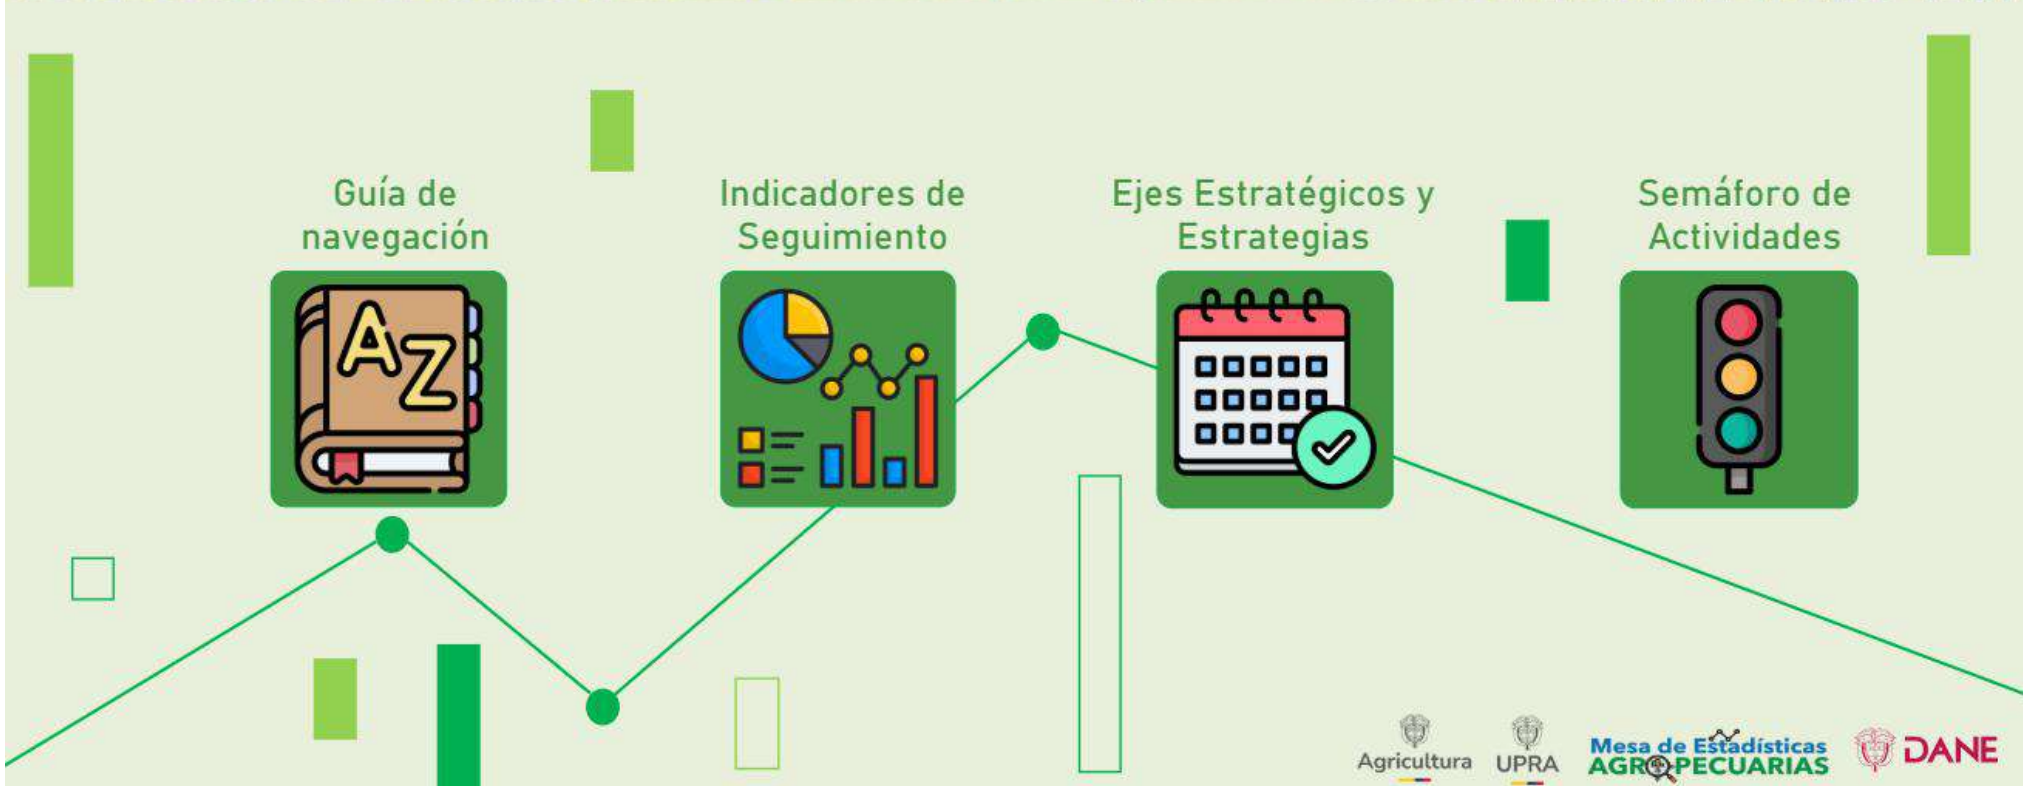 Guía de
navegación
Indicadores de
Seguimiento
Ejes Estratégicos y
Estrategias
Semáforo de
Actividades
AZ
Agricultura
UPRA
Mesa de Estadísticas
AGROPECUARIAS
DANE